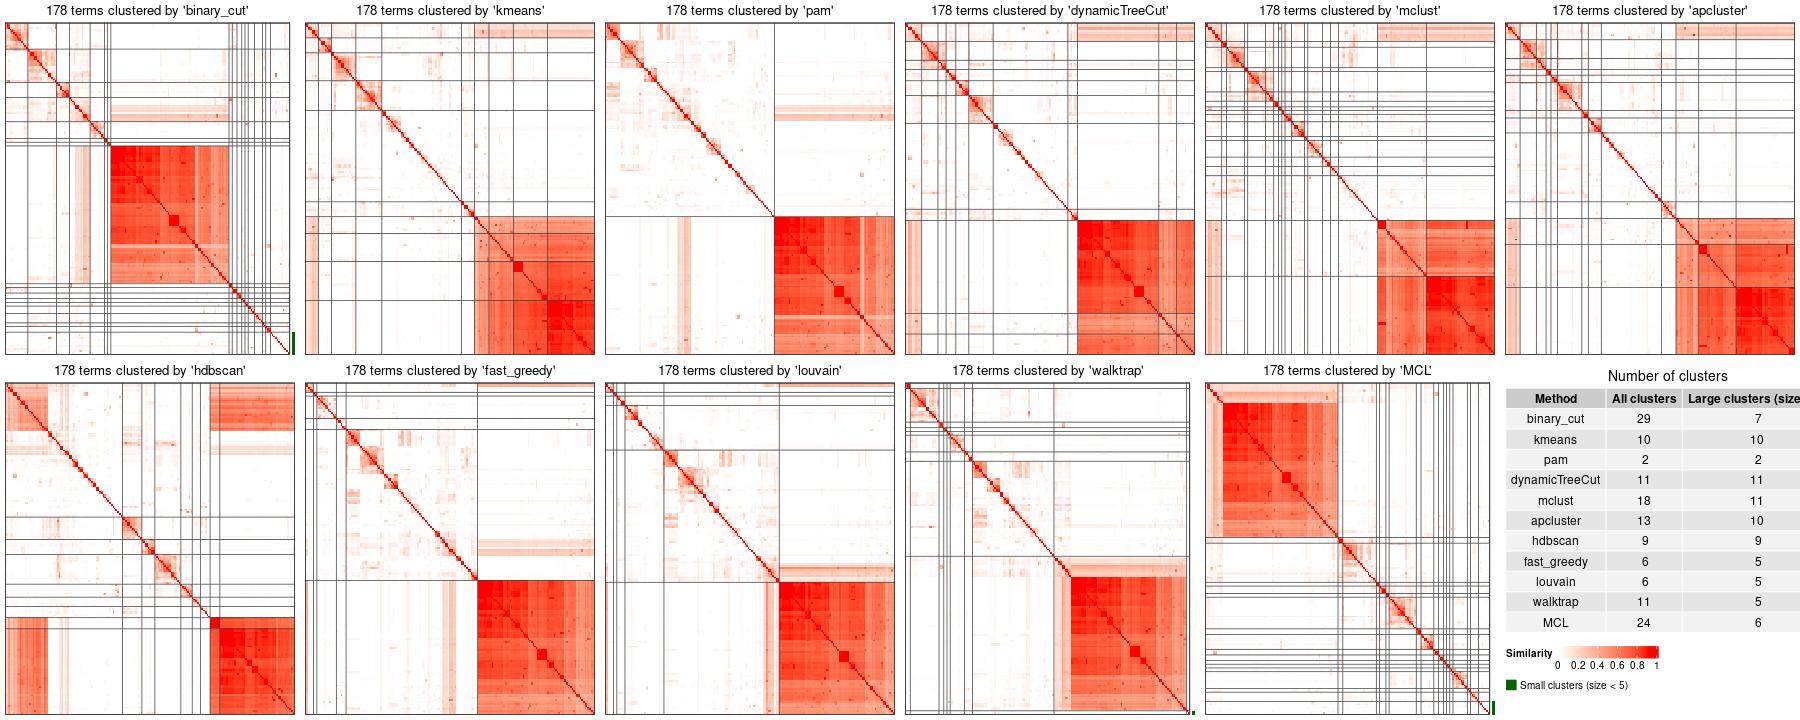 178 terms clustered by 'binary_cut'
178 terms clustered by 'kmeans'
178 terms clustered by 'pam'
178 terms clustered by 'dynamicTreeCut'
178 terms clustered by 'mclust'
178 terms clustered by 'apcluster'
178 terms clustered by 'hdbscan'
178 terms clustered by 'fast_greedy'
178 terms clustered by 'louvain'
178 terms clustered by 'walktrap'
178 terms clustered by 'MCL'
Number of clusters
Method All clusters Large clusters (size
binary_cut 29 7
kmeans 10 10
pam 2 2
dynamicTreeCut 11 11
mclust 18 11
apcluster 13 10
hdbscan 9 9
fast_greedy 6 5
louvain 6 5
walktrap 11 5
MCL 24 6
Similarity
0 0.2 0.4 0.6 0.8 1
Small clusters (size < 5)